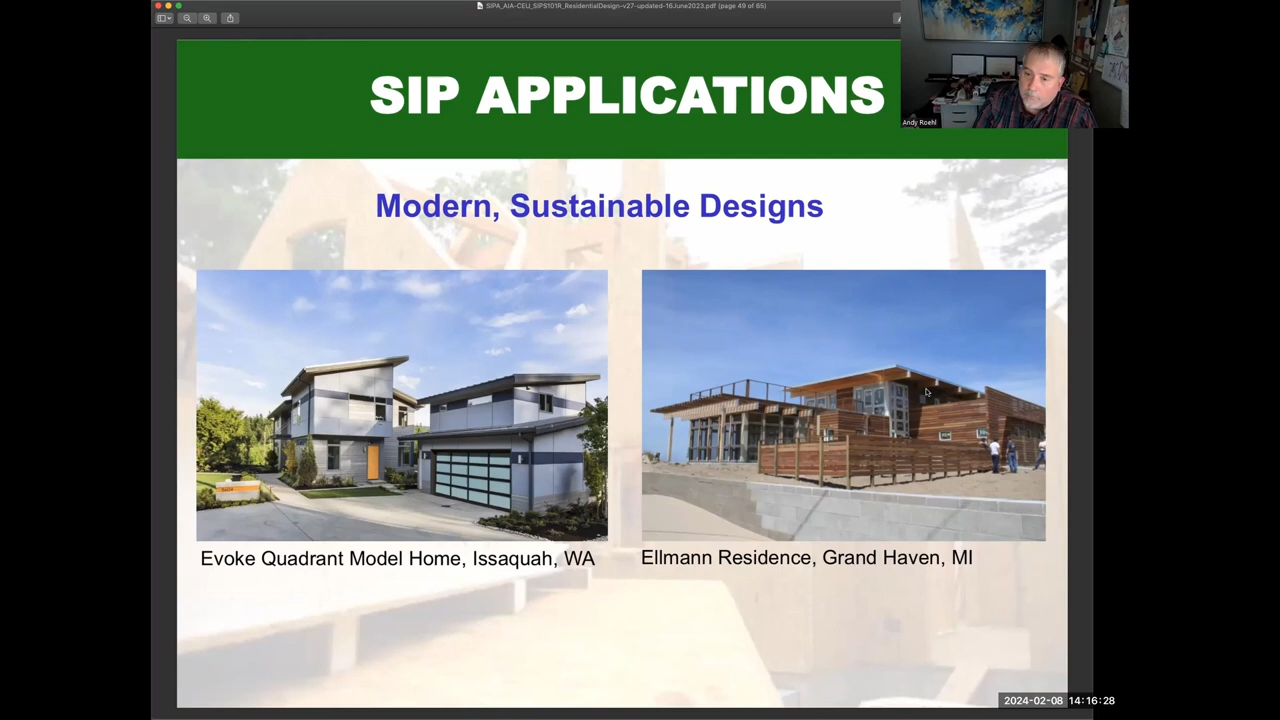 SIPA_AIA-CEU_SIPS101R_ResidentialDesign-v27-updated-16June2023.pdf (page 49 of 65)
SIP APPLICATIONS
Andy Roehl
Modern, Sustainable Designs
Evoke Quadrant Model Home, Issaquah, WA
Ellmann Residence, Grand Haven, MI
2024-02-08 14:16:28